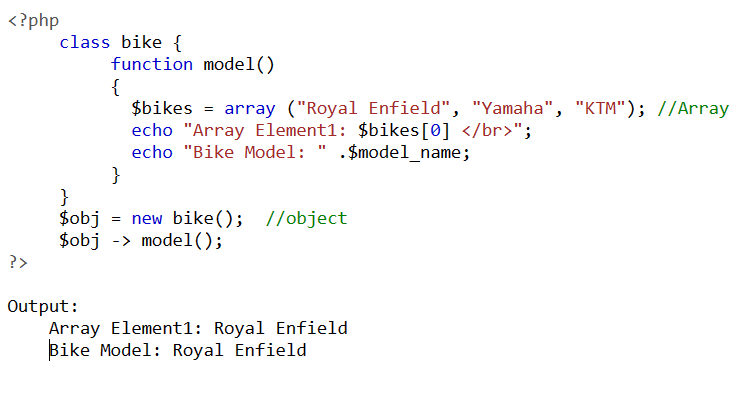 <?php
class bike {
function model()
{
$bikes = array ("Royal Enfield", "Yamaha", "KTM"); //Array
echo "Array Element1: $bikes[0] </br>";
echo "Bike Model: " .$model_name;
}
}
$obj = new bike();  //object
$obj -> model();
?>
Output:
Array Element1: Royal Enfield
Bike Model: Royal Enfield